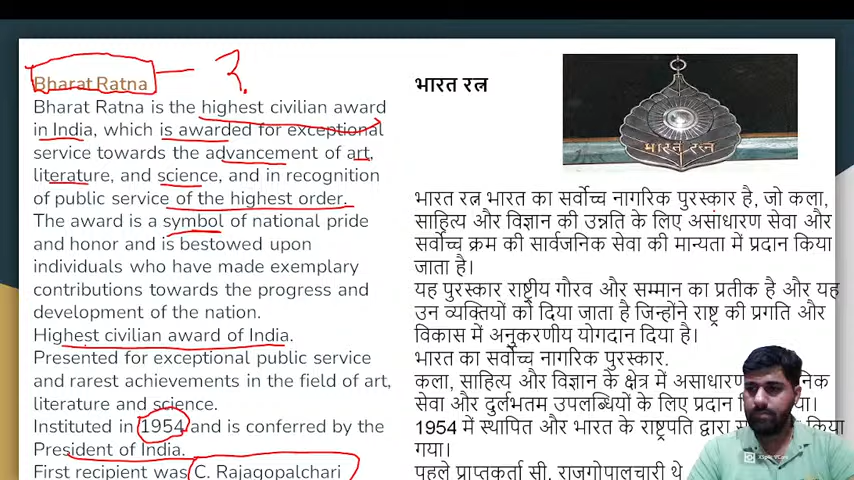 Bharat Ratna
3.
Bharat Ratna is the highest civilian award
in India, which is awarded for exceptional
service towards the advancement of art,
literature, and science, and in recognition
of public service of the highest order.
The award is a symbol of national pride
and honor and is bestowed upon
individuals who have made exemplary
contributions towards the progress and
development of the nation.
Highest civilian award of India.
Presented for exceptional public service
and rarest achievements in the field of art,
literature and science.
Instituted in 1954 and is conferred by the
President of India.
First recipient was C. Rajagopalchari
भारत रत्न
भारत रत्न
भारत रत्न भारत का सर्वोच्च नागरिक पुरस्कार है, जो कला,
साहित्य और विज्ञान की उन्नति के लिए असाधारण सेवा और
सर्वोच्च क्रम की सार्वजनिक सेवा की मान्यता में प्रदान किया
जाता है।
यह पुरस्कार राष्ट्रीय गौरव और सम्मान का प्रतीक है और यह
उन व्यक्तियों को दिया जाता है जिन्होंने राष्ट्र की प्रगति और
विकास में अनुकरणीय योगदान दिया है।
भारत का सर्वोच्च नागरिक पुरस्कार.
कला, साहित्य और विज्ञान के क्षेत्र में
सेवा और दुर्लभतम उपलब्धियों के लिए
1954 में स्थापित और भारत के राष्ट्रपति द्वारा किया
गया।
पहले प्राप्तकर्ता सी. राजगोपालचारी थे